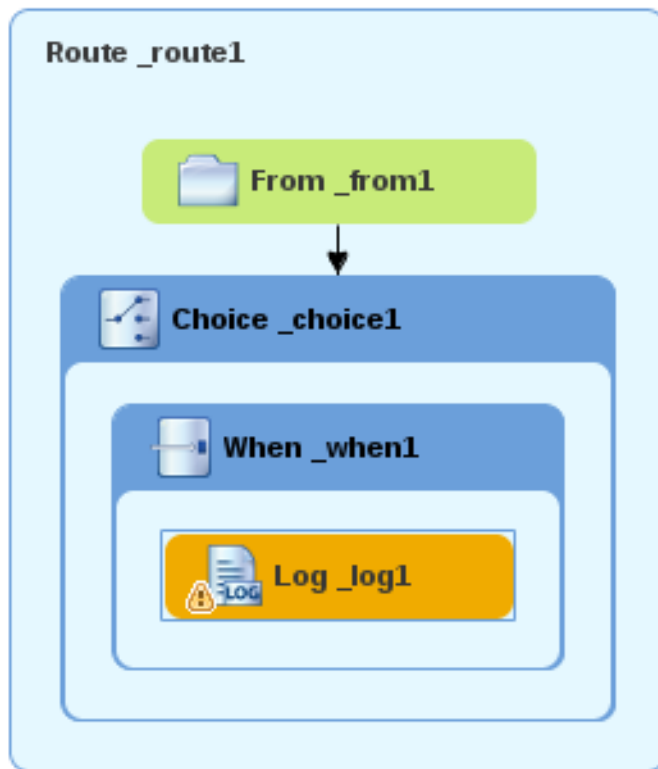 Route _route1
From _from1
Choice _choice1
When _when1
LOG
Log _log1